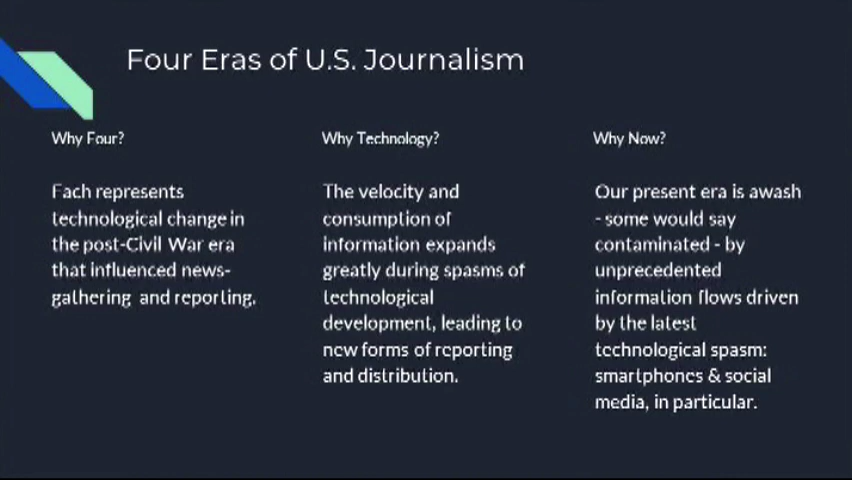 Four Eras of U.S. Journalism
Why Four?
Each represents
technological change in
the post-Civil War era
that influenced news-
gathering and reporting.
Why Technology?
The velocity and
consumption of
information expands
greatly during spasms of
technological
development, leading to
new forms of reporting
and distribution.
Why Now?
Our present era is awash
- some would say
contaminated - by
unprecedented
information flows driven
by the latest
technological spasm:
smartphones & social
media, in particular.